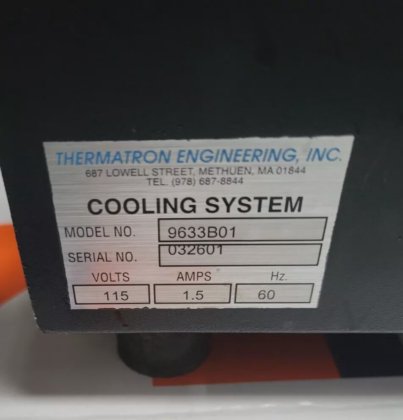 THERMATRON ENGINEERING, INC.
687 LOWELL STREET, METHUEN, MA 01844
TEL. (978) 687-8844
COOLING SYSTEM
MODEL NO. 9633B01
SERIAL NO. 032601
VOLTS AMPS Hz.
115 1.5 60